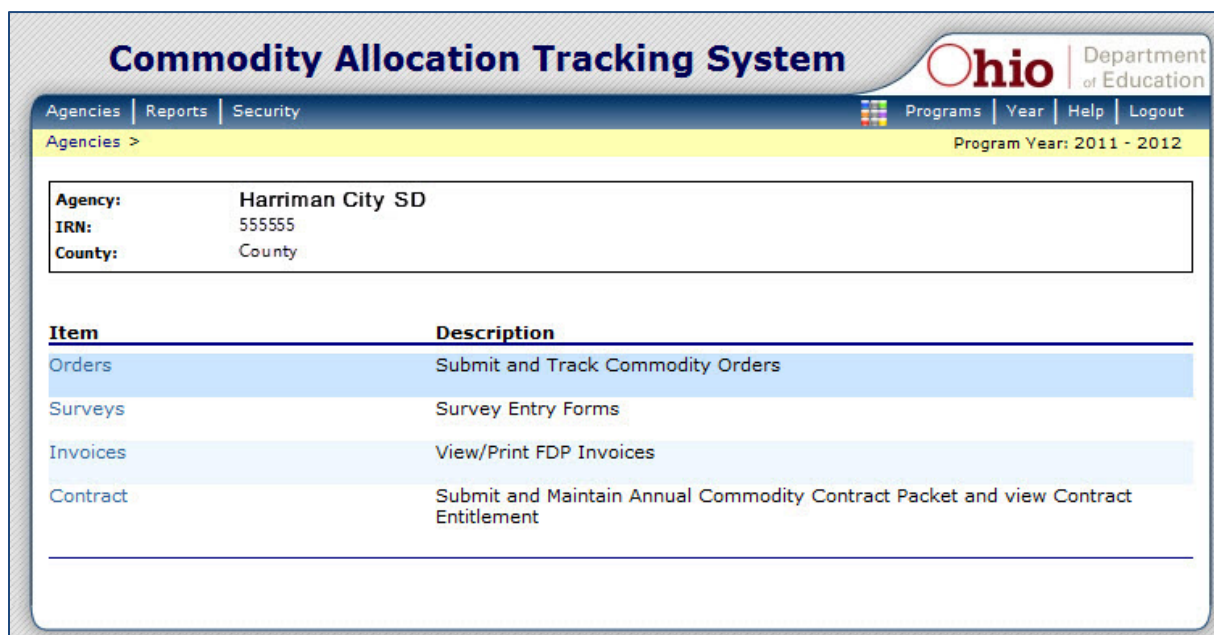 Commodity Allocation Tracking System
Ohio
Department
of Education
Agencies | Reports | Security
Programs | Year | Help | Logout
Agencies >
Program Year: 2011 - 2012
Agency: Harriman City SD
IRN: 555555
County: County
Item Description
Orders Submit and Track Commodity Orders
Surveys Survey Entry Forms
Invoices View/Print FDP Invoices
Contract Submit and Maintain Annual Commodity Contract Packet and view Contract
Entitlement